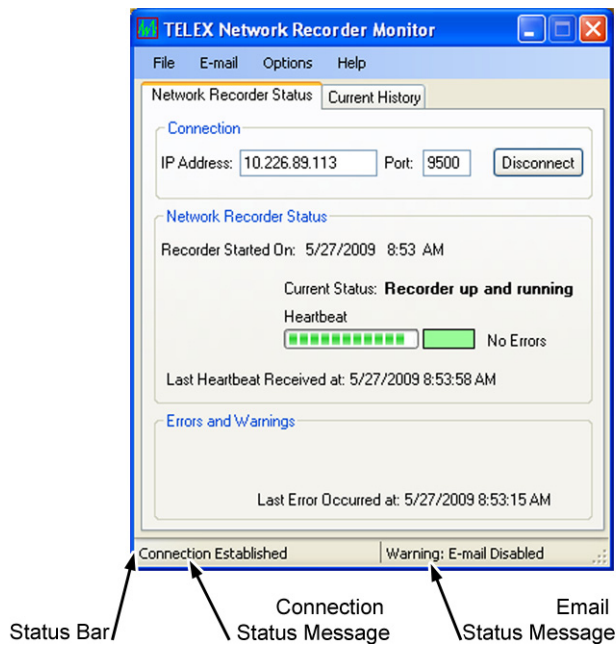 TELEX Network Recorder Monitor
File E-mail Options Help
Network Recorder Status Current History
Connection
IP Address: 10.226.89.113 Port: 9500 Disconnect
Network Recorder Status
Recorder Started On: 5/27/2009 8:53 AM
Current Status: Recorder up and running
Heartbeat
No Errors
Last Heartbeat Received at: 5/27/2009 8:53:58 AM
Errors and Warnings
Last Error Occurred at: 5/27/2009 8:53:15 AM
Connection Established Warning: E-mail Disabled
Status Bar
Connection
Status Message
Email
Status Message